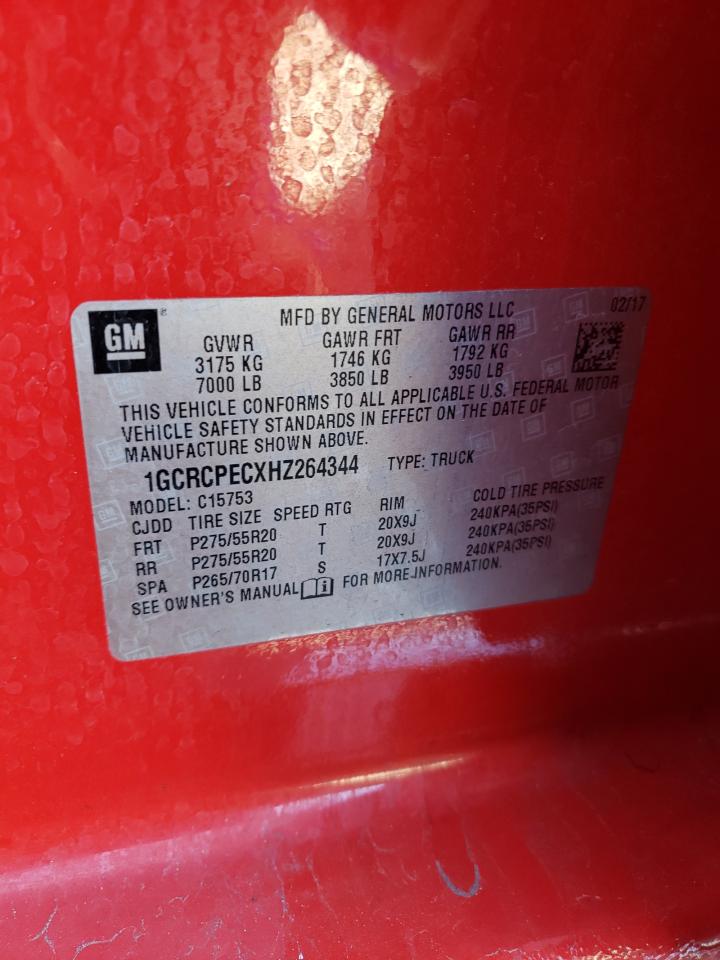 GM
MFD BY GENERAL MOTORS LLC 02/17
GVWR GAWR FRT GAWR RR
3175 KG 1746 KG 1792 KG
7000 LB 3850 LB 3950 LB
THIS VEHICLE CONFORMS TO ALL APPLICABLE U.S. FEDERAL MOTOR
VEHICLE SAFETY STANDARDS IN EFFECT ON THE DATE OF
MANUFACTURE SHOWN ABOVE.
1GCRCPECXHZ264344 TYPE: TRUCK
MODEL: C15753
CJDD TIRE SIZE SPEED RTG RIM COLD TIRE PRESSURE
FRT P275/55R20 T 20X9J 240KPA(35PSI)
RR P275/55R20 T 20X9J 240KPA(35PSI)
SPA P265/70R17 S 17X7.5J 240KPA(35PSI)
SEE OWNER'S MANUAL FOR MORE INFORMATION.